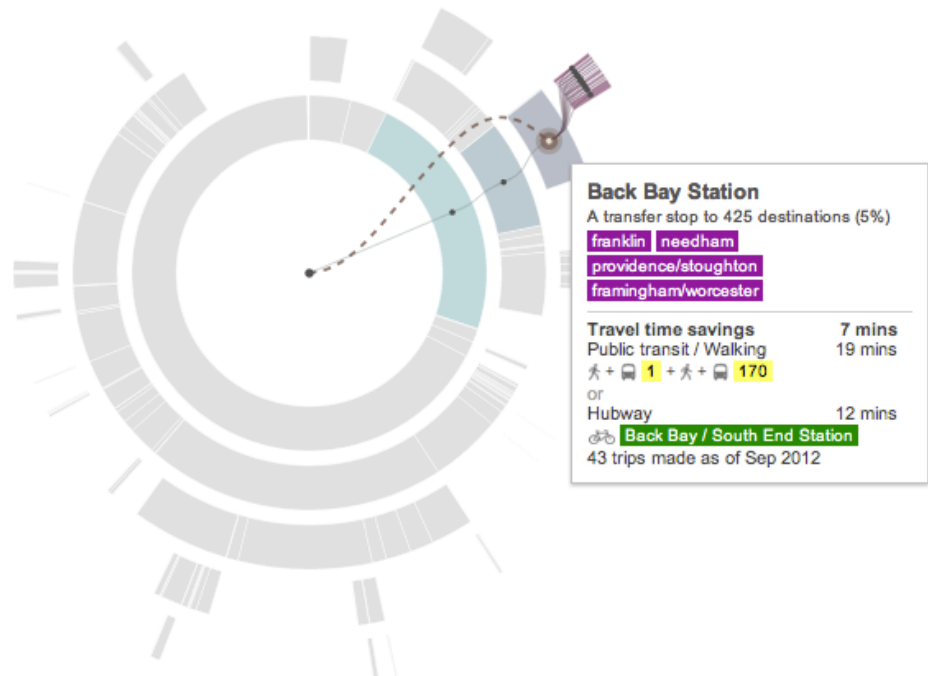 Back Bay Station
A transfer stop to 425 destinations (5%)
franklin needham
providence/stoughton
framingham/worcester
Travel time savings 7 mins
Public transit / Walking 19 mins
+ 1 + + 170
or
Hubway 12 mins
Back Bay / South End Station
43 trips made as of Sep 2012